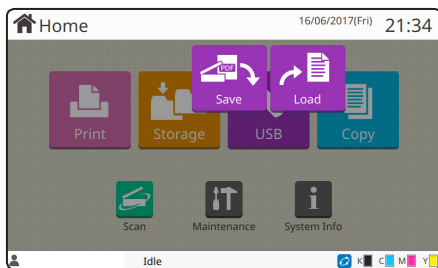 Home
16/06/2017(Fri) 21:34
PDF
Save Load
Print Storage USB Copy
Scan Maintenance System Info
Idle K C M Y